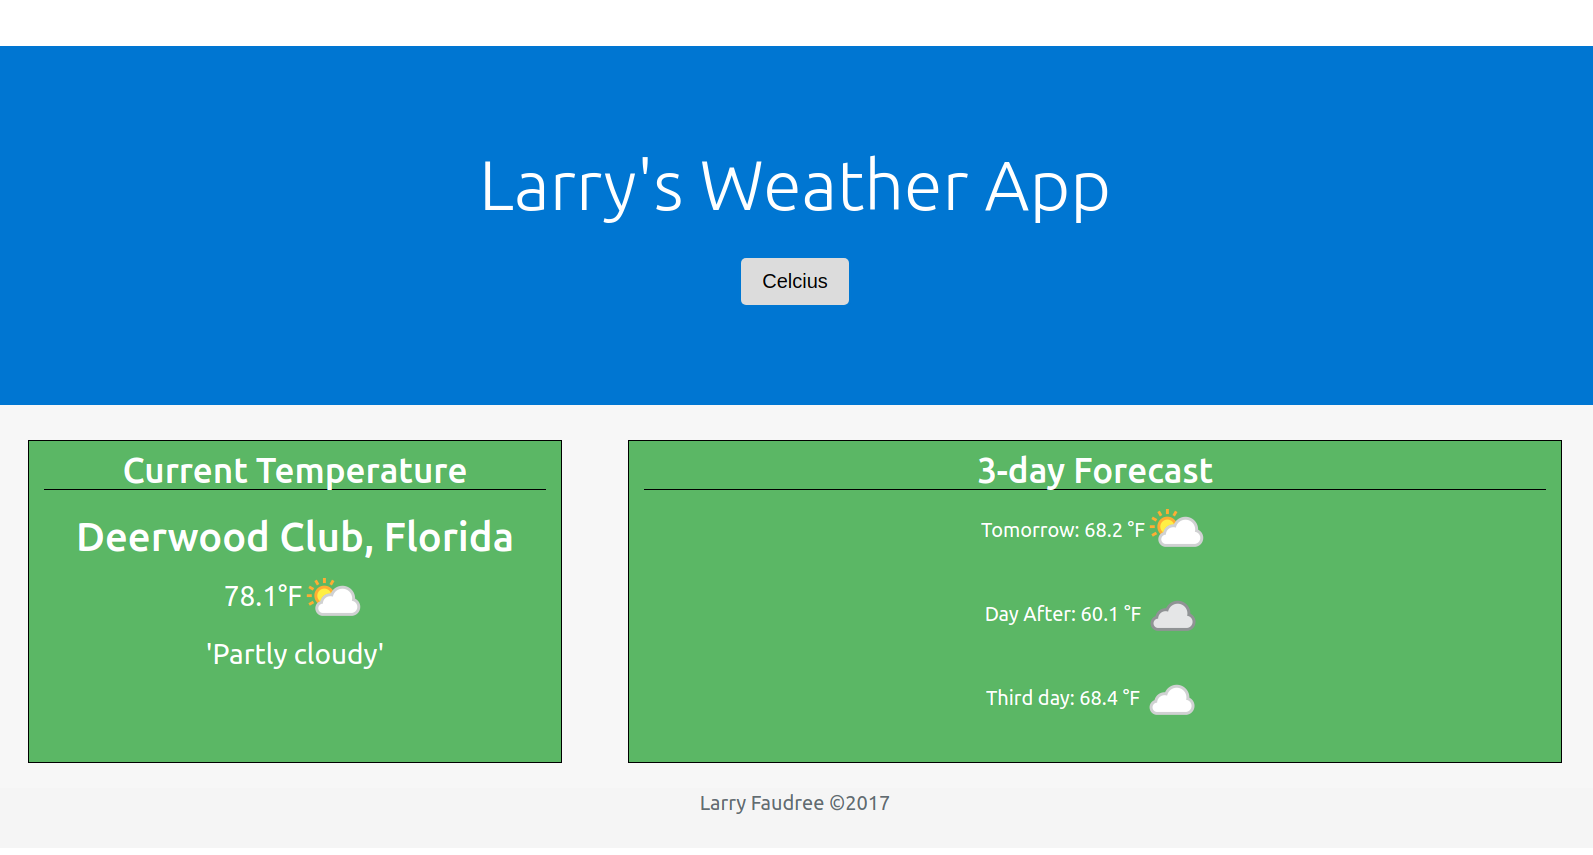 Larry's Weather App
Celcius
Current Temperature
Deerwood Club, Florida
78.1°F
'Partly cloudy'
3-day Forecast
Tomorrow: 68.2 °F
Day After: 60.1 °F
Third day: 68.4 °F
Larry Faudree ©2017